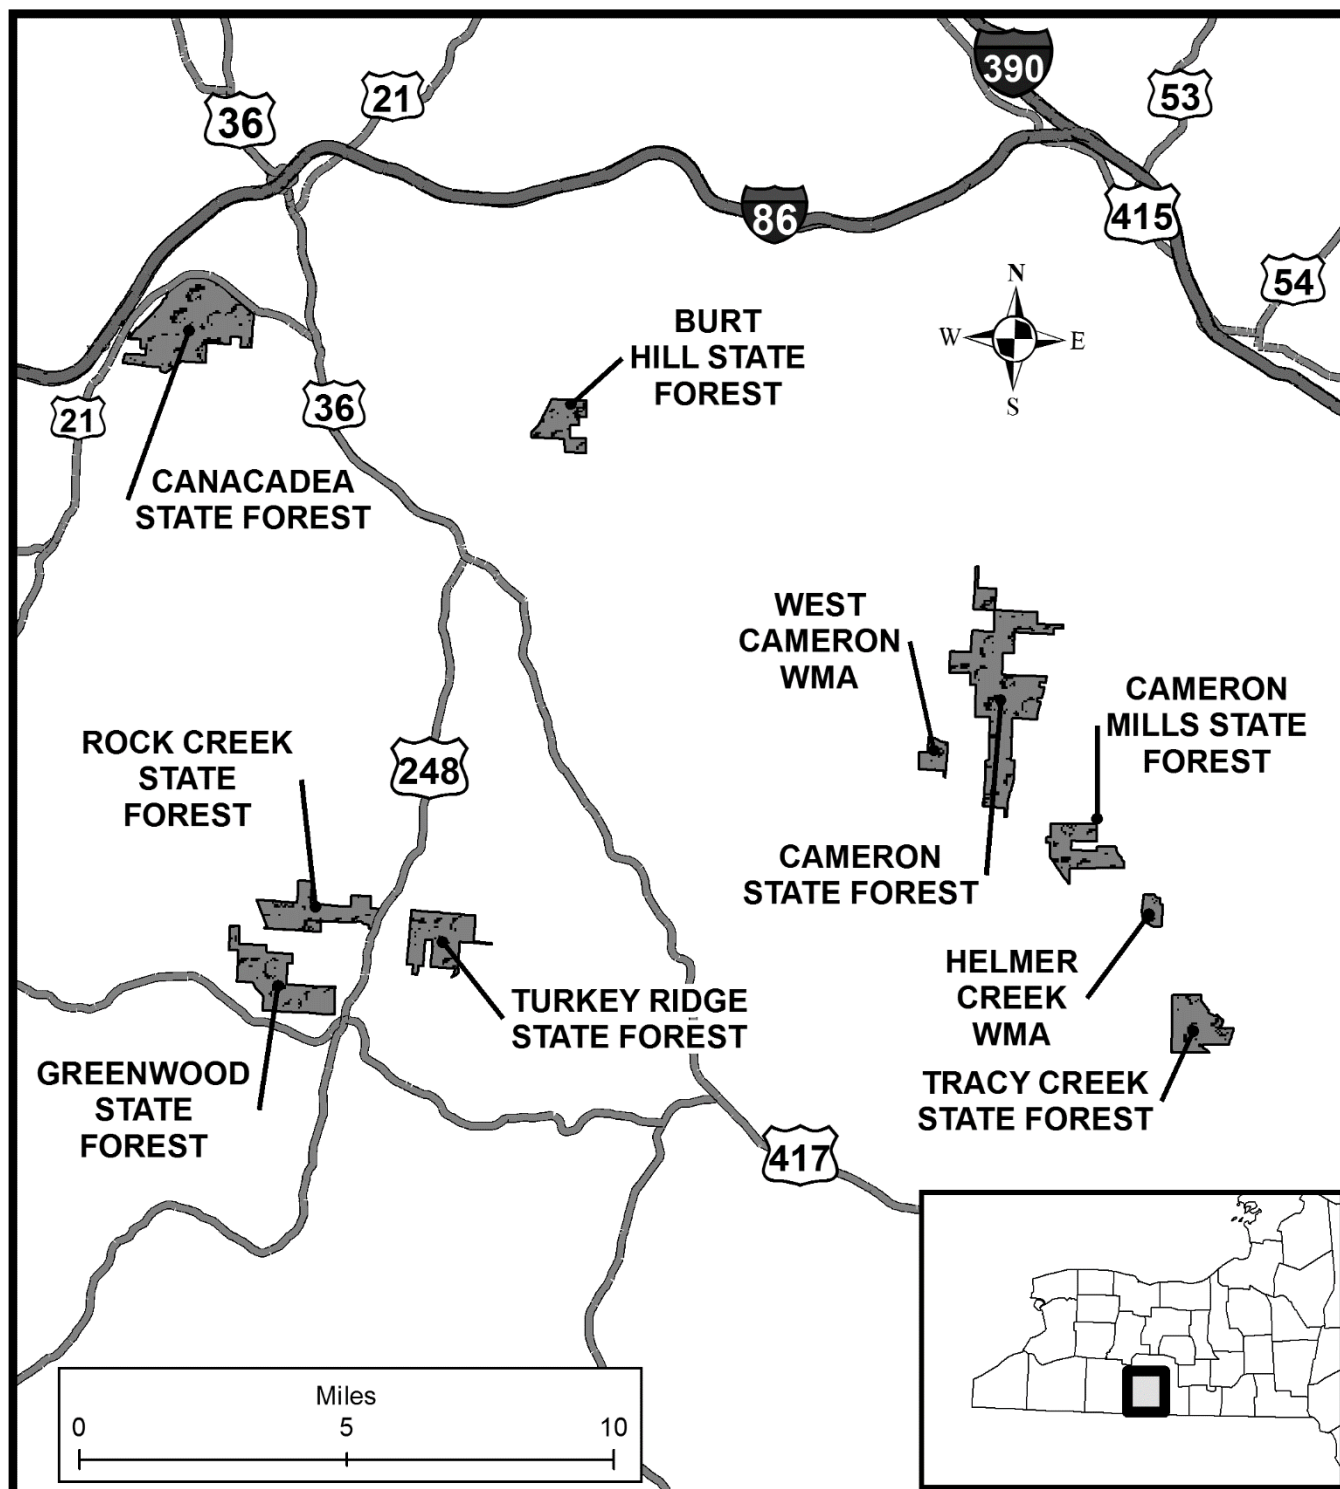 36
21
390
53
86
415
54
N
W
E
S
BURT
HILL STATE
FOREST
21
36
CANACADEA
STATE FOREST
WEST
CAMERON
WMA
CAMERON
MILLS STATE
FOREST
ROCK CREEK
STATE
FOREST
248
CAMERON
STATE FOREST
HELMER
CREEK
WMA
TURKEY RIDGE
STATE FOREST
GREENWOOD
STATE
FOREST
TRACY CREEK
STATE FOREST
417
Miles
0
5
10